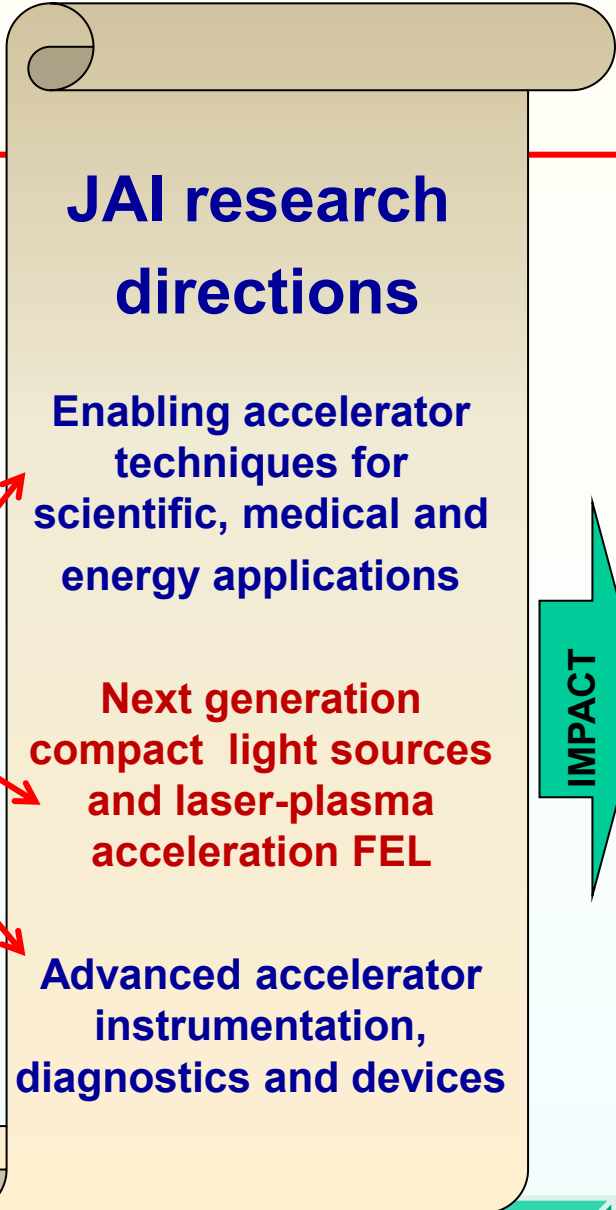 JAI research
directions
Enabling accelerator
techniques for
scientific, medical and
energy applications
Next generation
compact light sources
and laser-plasma
acceleration FEL
Advanced accelerator
instrumentation,
diagnostics and devices
IMPACT